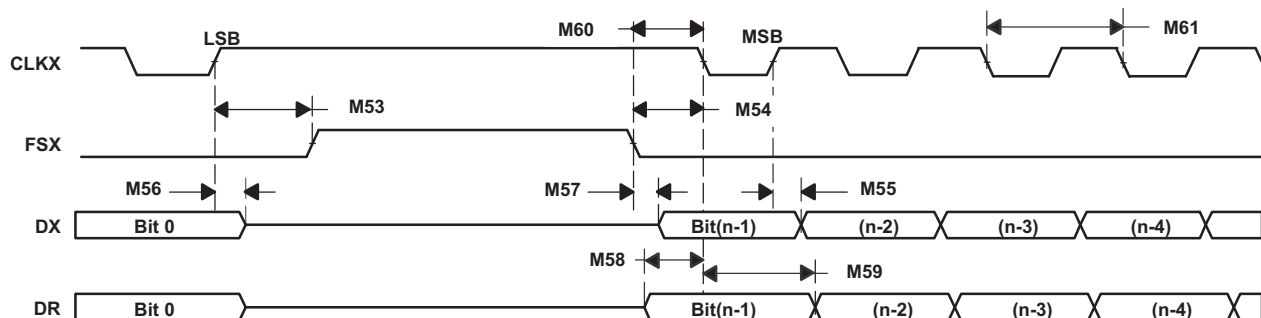 LSB M60 MSB M61
CLKX
M53 M54
FSX
M56 M57 M55
DX Bit 0 Bit(n-1) (n-2) (n-3) (n-4)
M58 M59
DR Bit 0 Bit(n-1) (n-2) (n-3) (n-4)